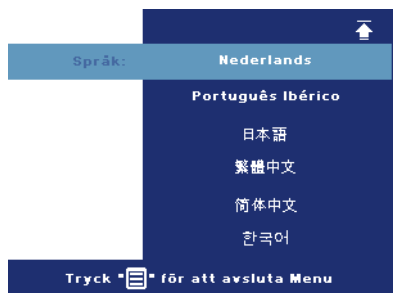 Språk: Nederlands
Português Ibérico
日本語
繁體中文
简体中文
한국어
Tryck "" för att avsluta Menu